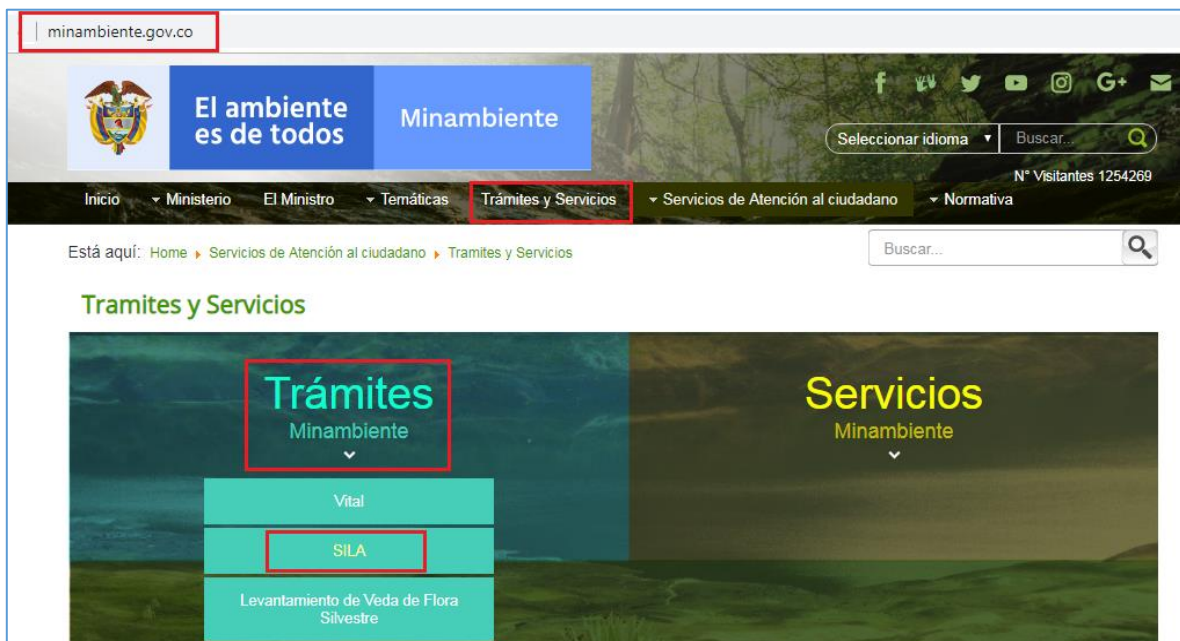 minambiente.gov.co
El ambiente
es de todos
Minambiente
G+
Seleccionar idioma
Buscar...
N° Visitantes 1254269
Inicio
Ministerio
El Ministro
Temáticas
Trámites y Servicios
Servicios de Atención al ciudadano
Normativa
Está aquí: Home Servicios de Atención al ciudadano Tramites y Servicios
Buscar...
Tramites y Servicios
Trámites
Minambiente
Servicios
Minambiente
Vital
SILA
Levantamiento de Veda de Flora
Silvestre